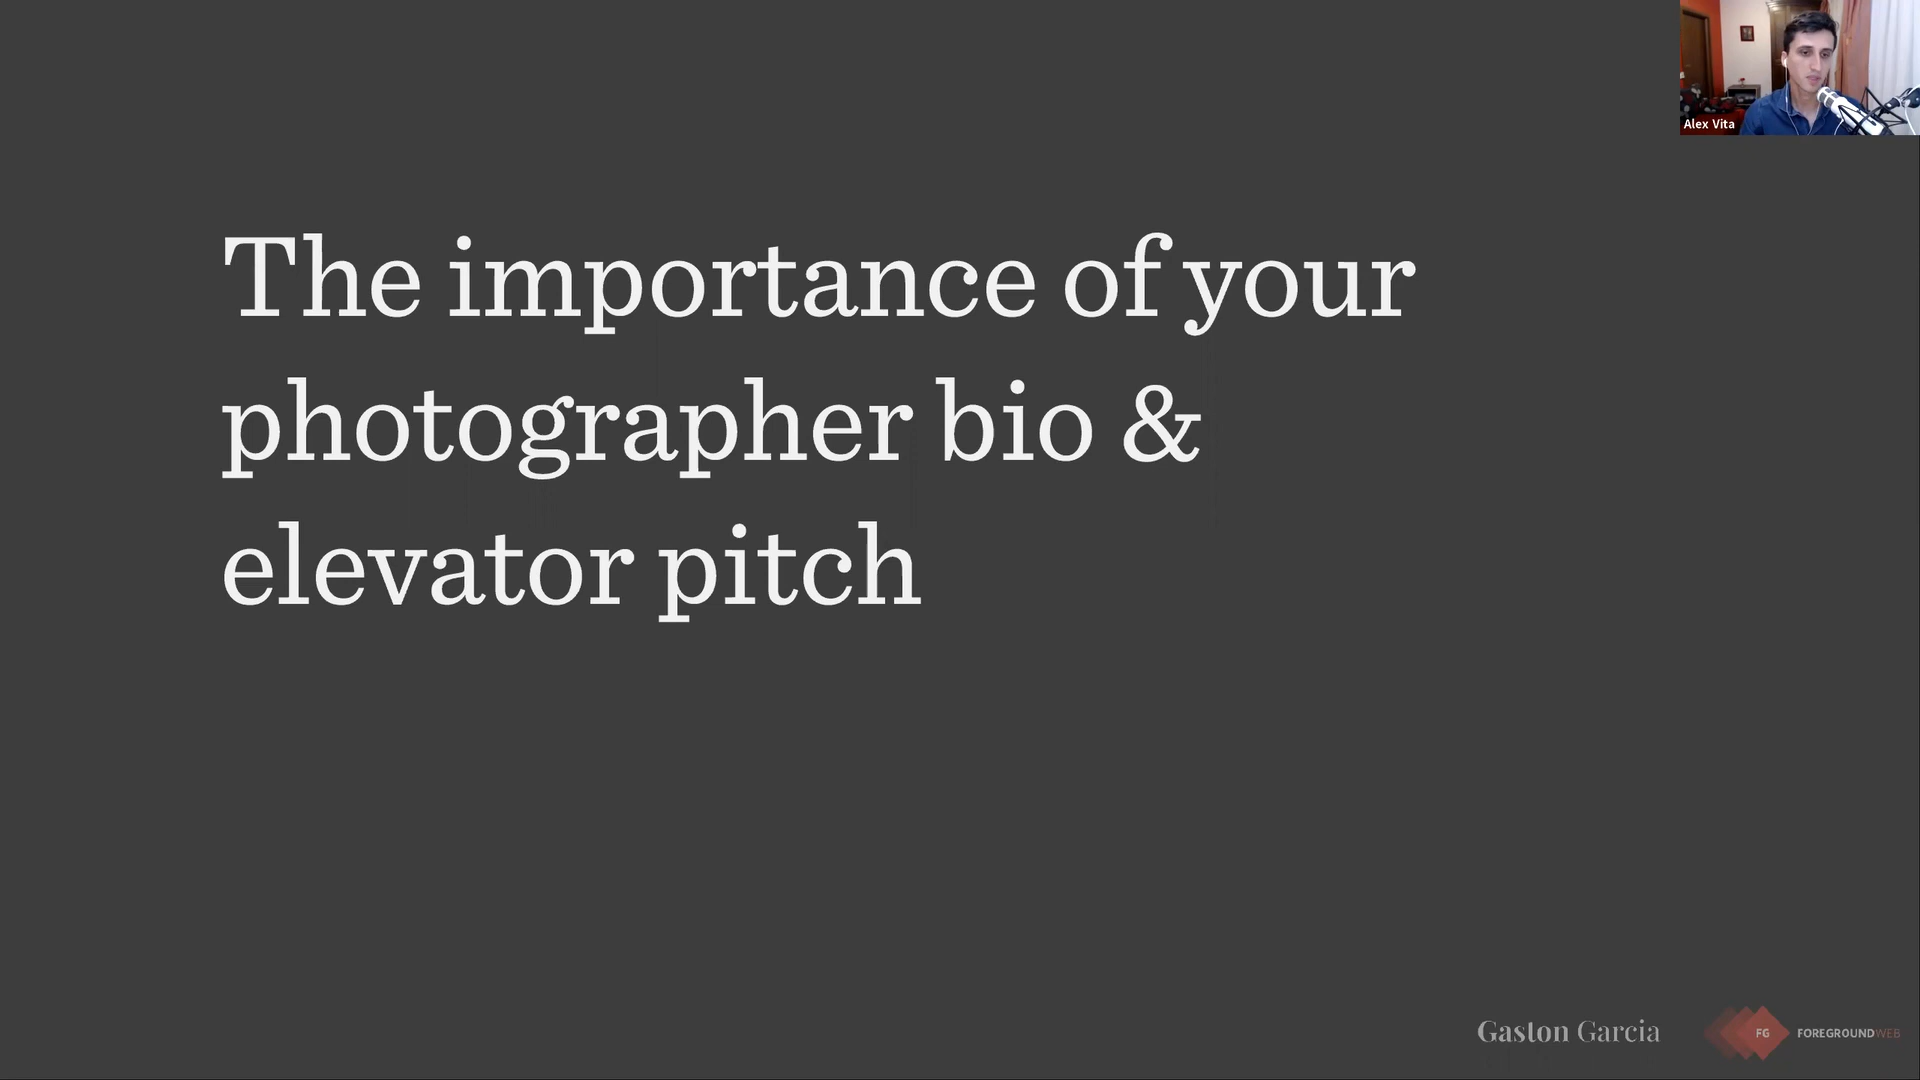 Alex Vita
The importance of your
photographer bio &
elevator pitch
Gaston Garcia
FG
FOREGROUNDWEB